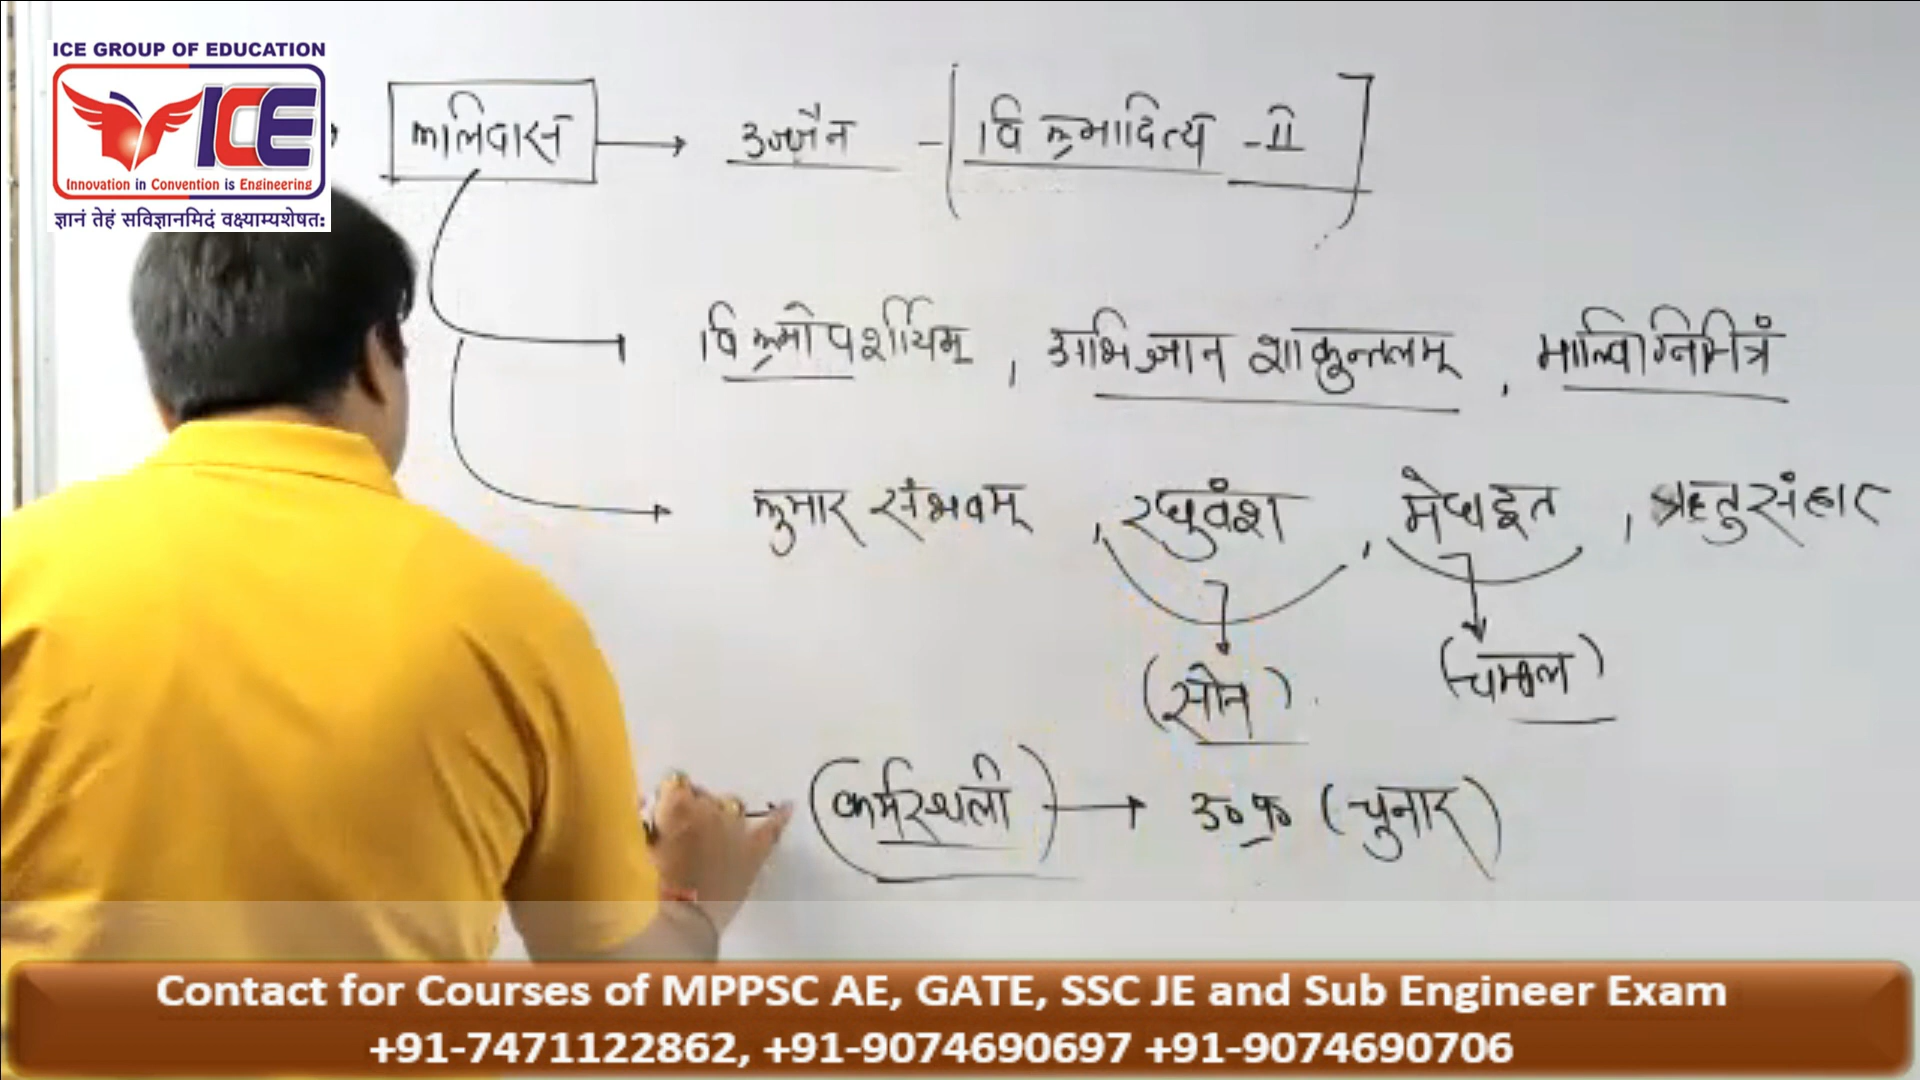 ICE GROUP OF EDUCATION
ICE
Innovation in Convention is Engineering
ज्ञानं तेहं सविज्ञानमिदं वक्ष्याम्यशेषत:
कालिदास → उज्जैन - [विक्रमादित्य - II]
विक्रमोपर्शीयम् , अभिज्ञान शाकुन्तलम् , माल्विाग्निमित्रं
कुमार संभवम् , रघुवंश , मेघदूत , ऋतुसंहार
(सोन) (चम्बल)
(कर्मस्थली) → उ०प्र० (चुनार)
Contact for Courses of MPPSC AE, GATE, SSC JE and Sub Engineer Exam
+91-7471122862, +91-9074690697 +91-9074690706